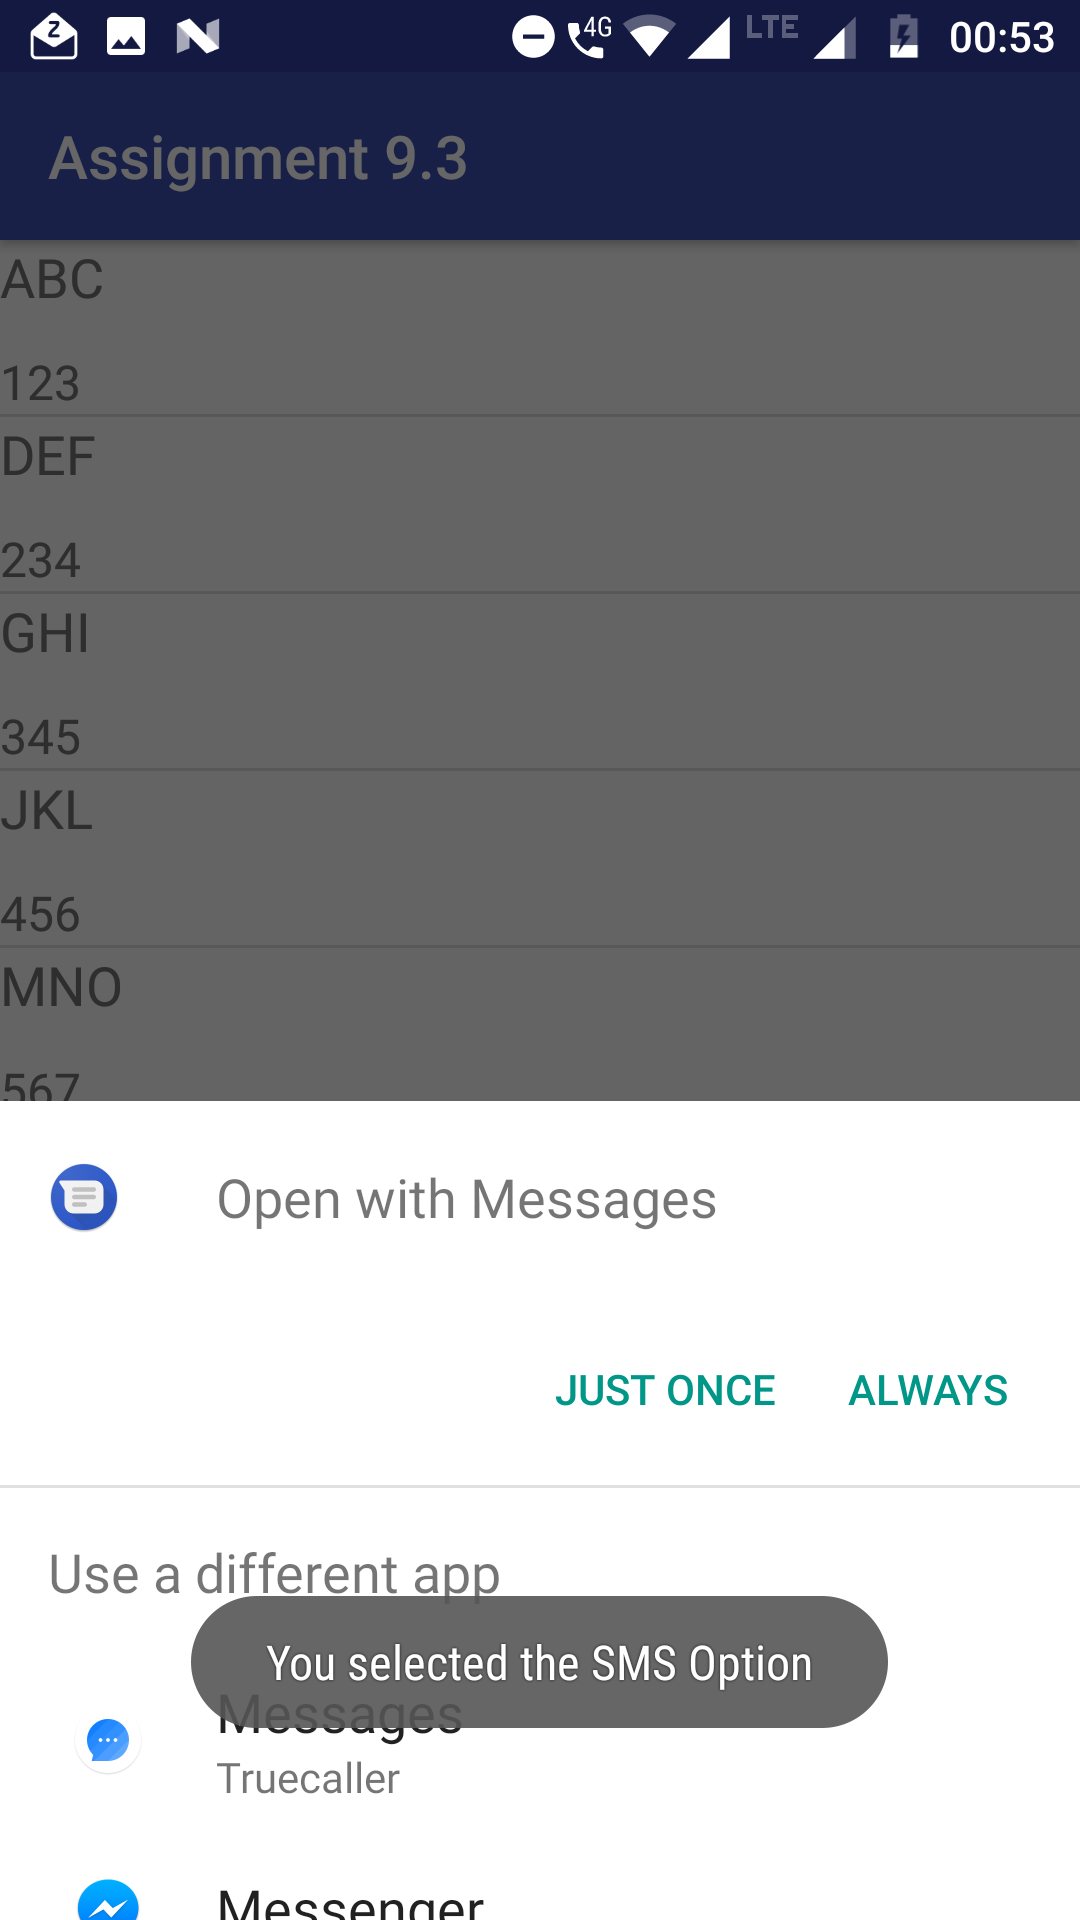 Z 4G LTE 00:53
Assignment 9.3
ABC
123
DEF
234
GHI
345
JKL
456
MNO
567
Open with Messages
JUST ONCE ALWAYS
Use a different app
You selected the SMS Option
Messages
Truecaller
Messenger